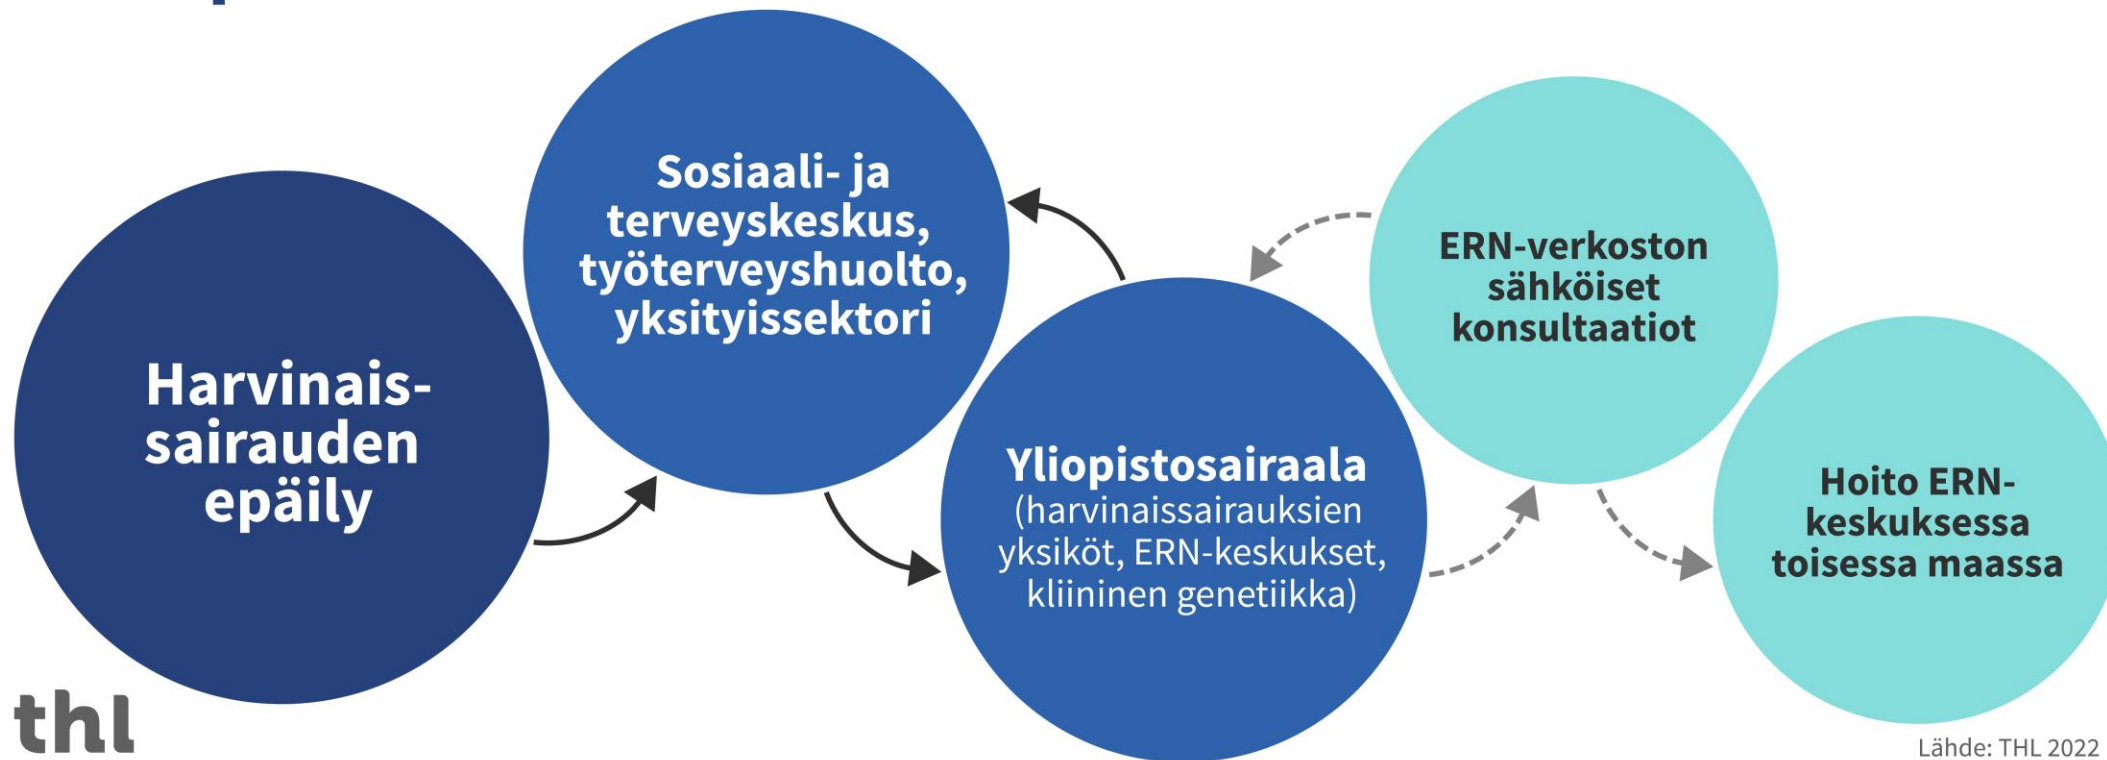 Harvinais-
sairauden
epäily
Sosiaali- ja
terveyskeskus,
työterveyshuolto,
yksityissektori
Yliopistosairaala
(harvinaissairauksien
yksiköt, ERN-keskukset,
kliininen genetiikka)
ERN-verkoston
sähköiset
konsultaatiot
Hoito ERN-
keskuksessa
toisessa maassa
thl
Lähde: THL 2022